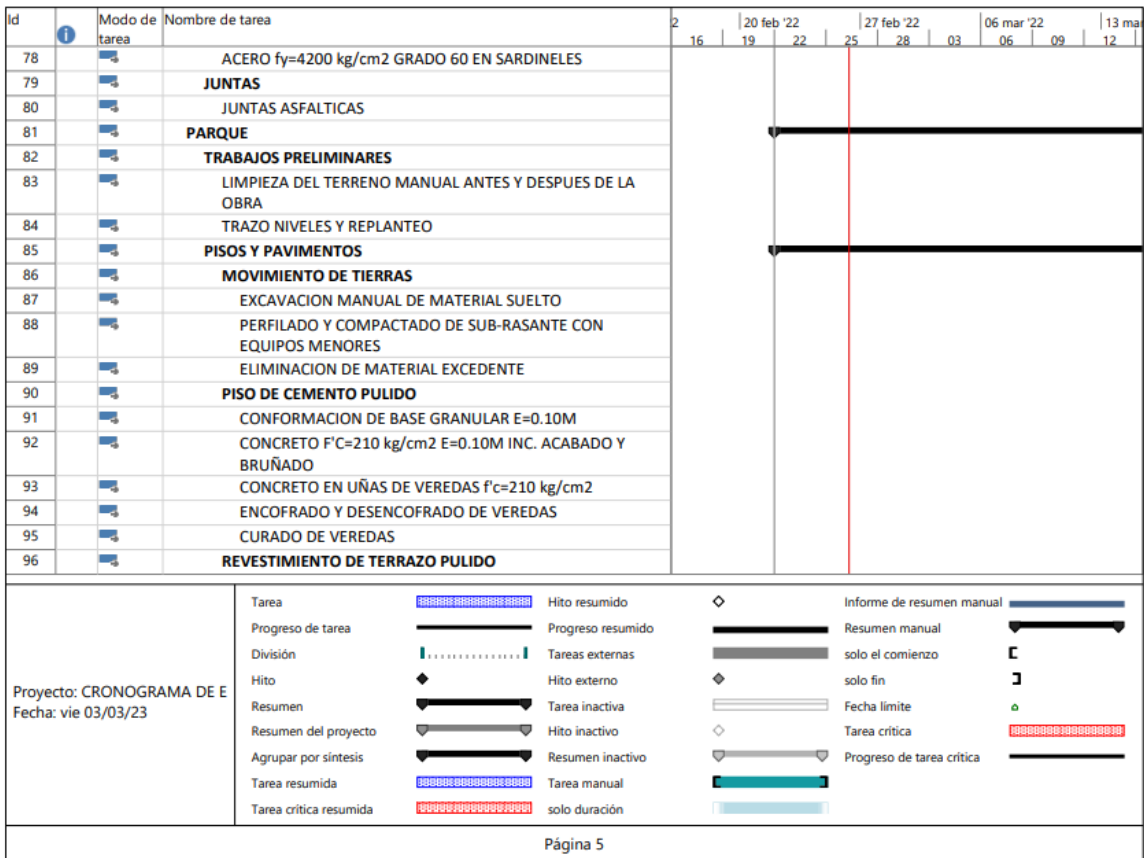 Id Modo de tarea Nombre de tarea 2 20 feb '22 27 feb '22 06 mar '22 13 mar
16 19 22 25 28 03 06 09 12
78 ACERO fy=4200 kg/cm2 GRADO 60 EN SARDINELES
79 JUNTAS
80 JUNTAS ASFALTICAS
81 PARQUE
82 TRABAJOS PRELIMINARES
83 LIMPIEZA DEL TERRENO MANUAL ANTES Y DESPUES DE LA
OBRA
84 TRAZO NIVELES Y REPLANTEO
85 PISOS Y PAVIMENTOS
86 MOVIMIENTO DE TIERRAS
87 EXCAVACION MANUAL DE MATERIAL SUELTO
88 PERFILADO Y COMPACTADO DE SUB-RASANTE CON
EQUIPOS MENORES
89 ELIMINACION DE MATERIAL EXCEDENTE
90 PISO DE CEMENTO PULIDO
91 CONFORMACION DE BASE GRANULAR E=0.10M
92 CONCRETO F'C=210 kg/cm2 E=0.10M INC. ACABADO Y
BRUÑADO
93 CONCRETO EN UÑAS DE VEREDAS f'c=210 kg/cm2
94 ENCOFRADO Y DESENCOFRADO DE VEREDAS
95 CURADO DE VEREDAS
96 REVESTIMIENTO DE TERRAZO PULIDO
Proyecto: CRONOGRAMA DE E
Fecha: vie 03/03/23
Tarea
Progreso de tarea
División
Hito
Resumen
Resumen del proyecto
Agrupar por síntesis
Tarea resumida
Tarea crítica resumida
Hito resumido
Progreso resumido
Tareas externas
Hito externo
Tarea inactiva
Hito inactivo
Resumen inactivo
Tarea manual
solo duración
Informe de resumen manual
Resumen manual
solo el comienzo
solo fin
Fecha límite
Tarea crítica
Progreso de tarea crítica
Página 5